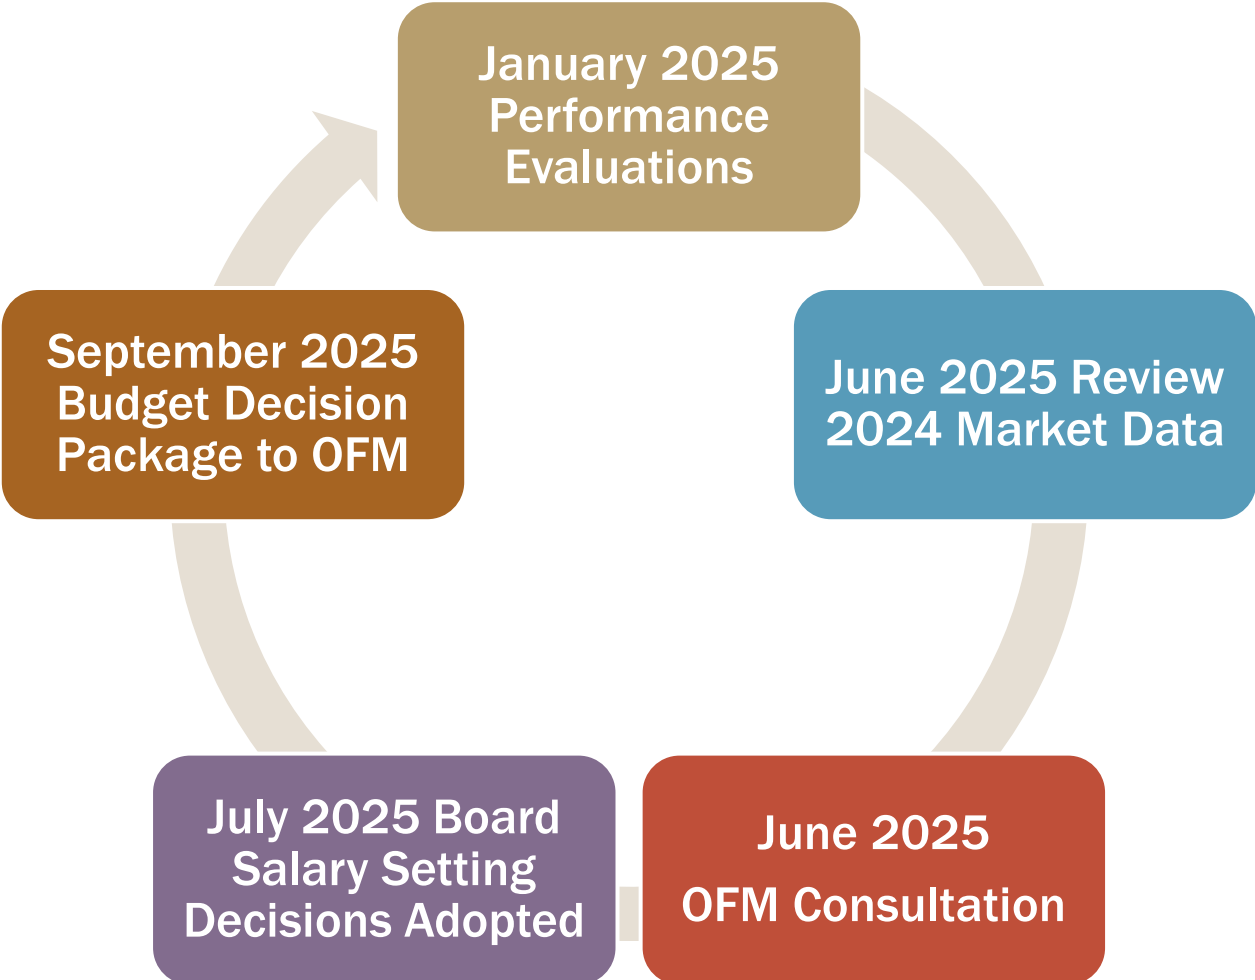 January 2025
Performance
Evaluations
June 2025 Review
2024 Market Data
June 2025
OFM Consultation
July 2025 Board
Salary Setting
Decisions Adopted
September 2025
Budget Decision
Package to OFM